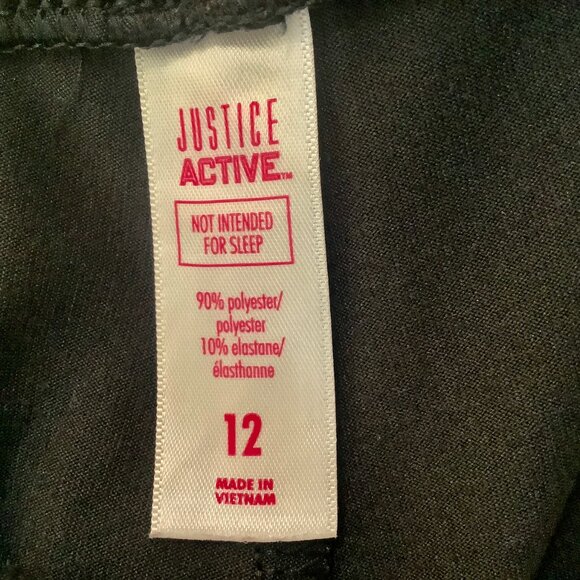 JUSTICE
ACTIVE™
NOT INTENDED
FOR SLEEP
90% polyester/
polyester
10% elastane/
élasthanne
12
MADE IN
VIETNAM